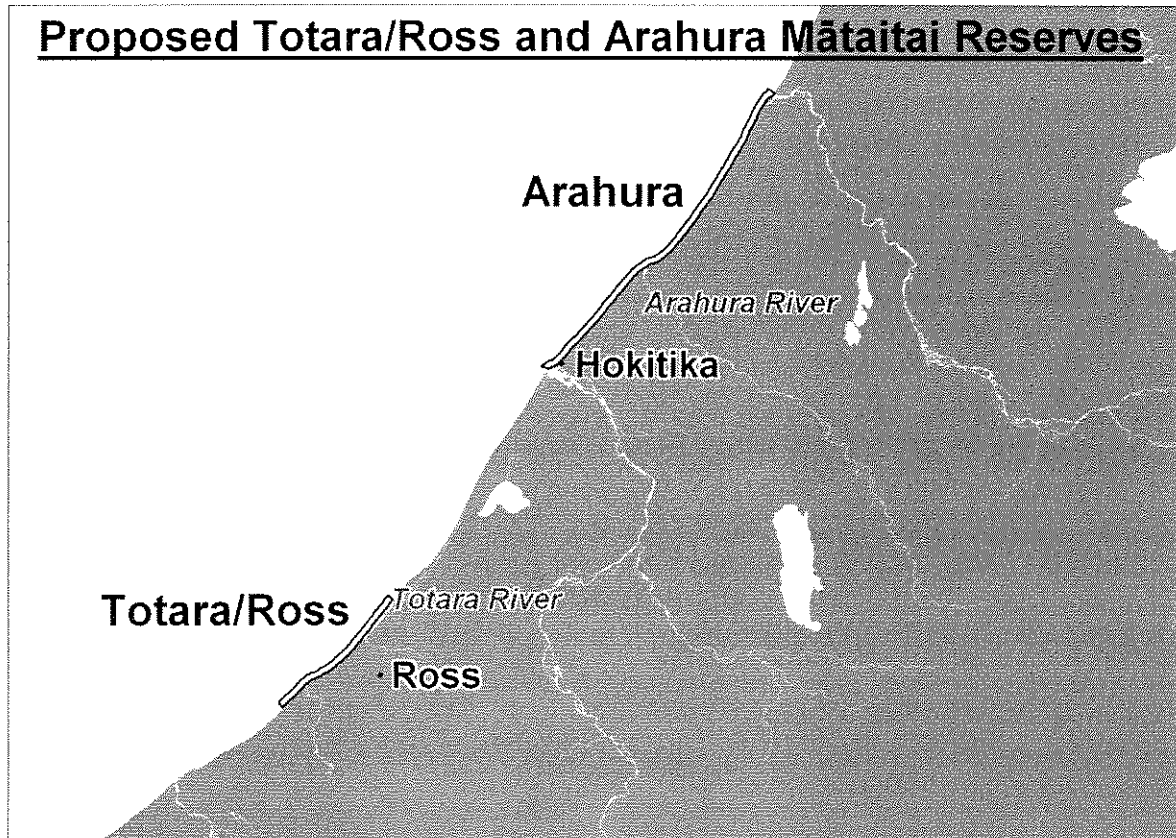 Proposed Totara/Ross and Arahura Mātaitai Reserves
Arahura
Arahura River
Hokitika
Totara/Ross
Totara River
Ross